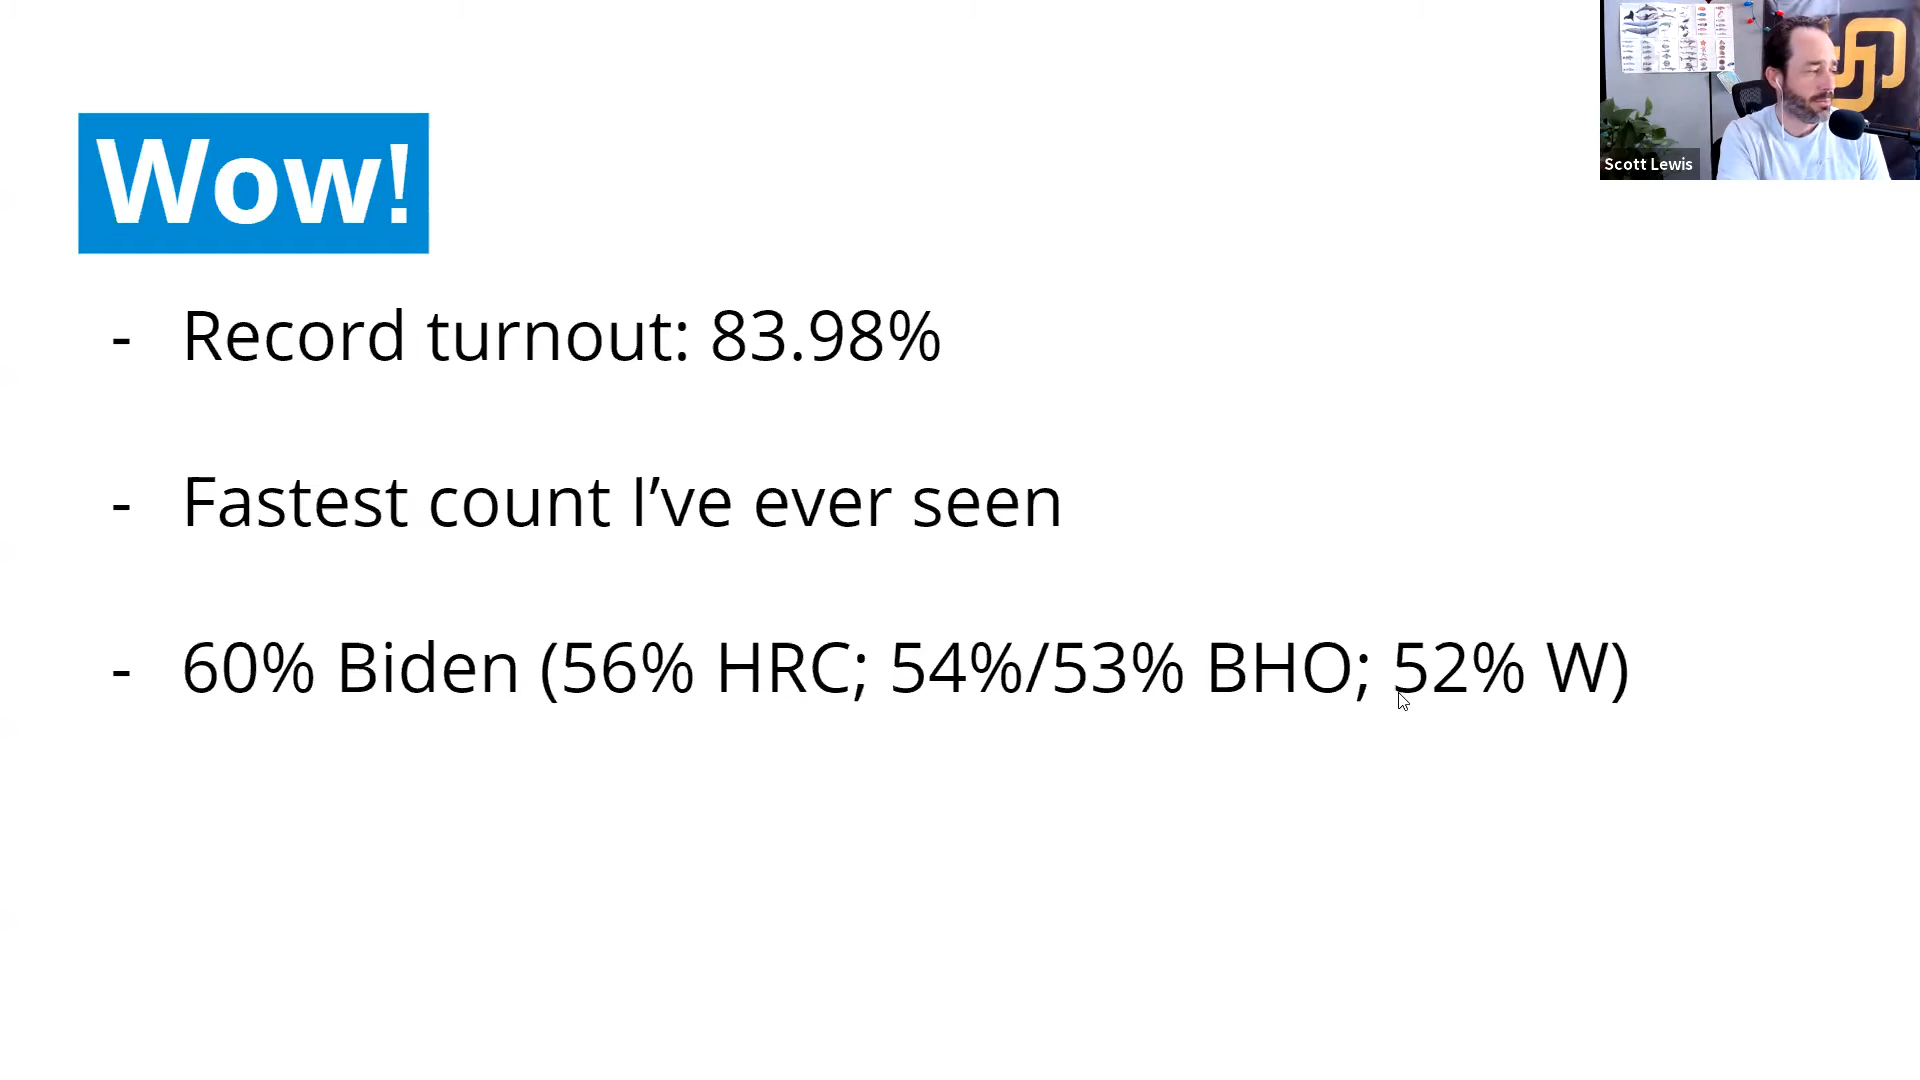 Wow!
- Record turnout: 83.98%
- Fastest count I’ve ever seen
- 60% Biden (56% HRC; 54%/53% BHO; 52% W)
Scott Lewis